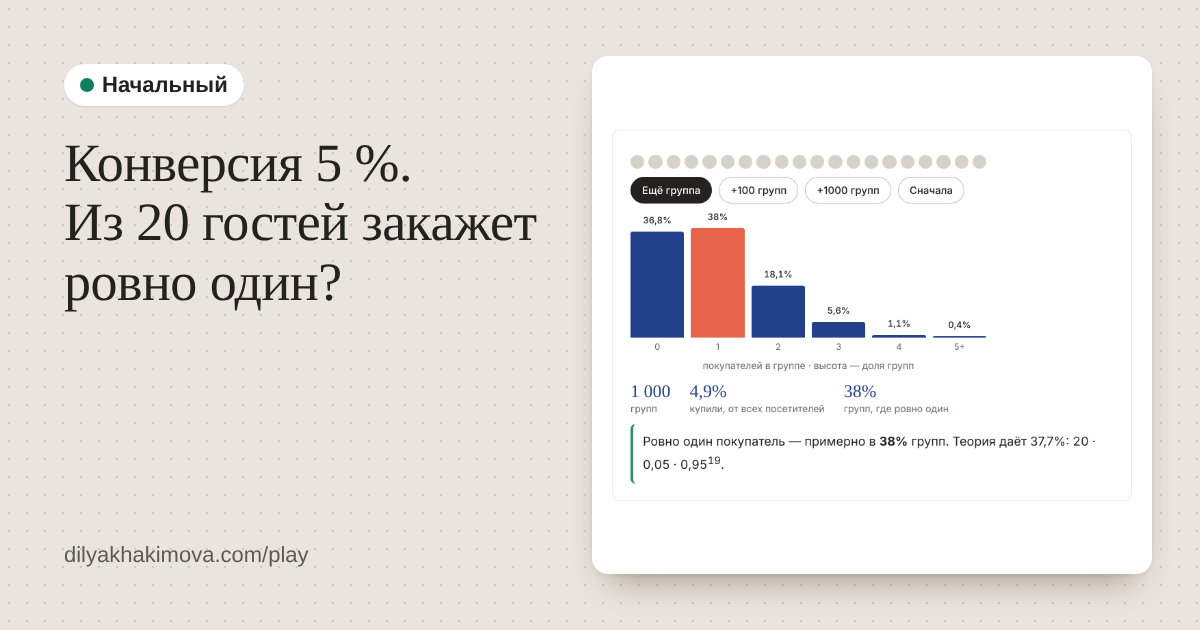 Начальный
Конверсия 5 %.
Из 20 гостей закажет
ровно один?
dilyakhakimova.com/play
Ещё группа +100 групп +1000 групп Сначала
36,8% 38% 18,1% 5,6% 1,1% 0,4%
0 1 2 3 4 5+
покупателей в группе · высота — доля групп
1 000 4,9% 38%
групп купили, от всех посетителей групп, где ровно один
Ровно один покупатель — примерно в 38% групп. Теория даёт 37,7%: 20 ·
0,05 · 0,95¹⁹.